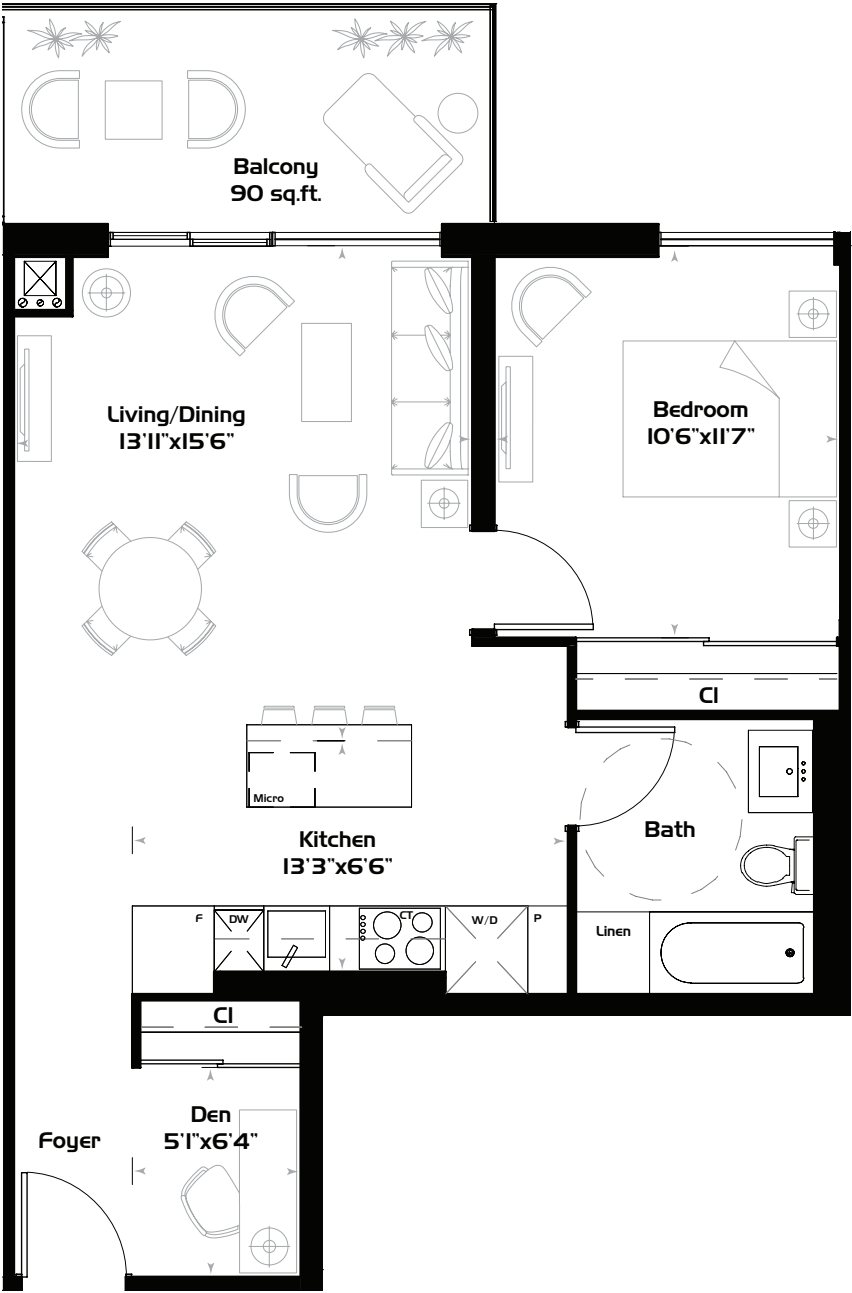 Balcony
90 sq.ft.
Living/Dining
13'11"x15'6"
Bedroom
10'6"x11'7"
Cl
Micro
Kitchen
13'3"x6'6"
Bath
F
DW
CT
W/D
P
Linen
Cl
Den
5'1"x6'4"
Foyer